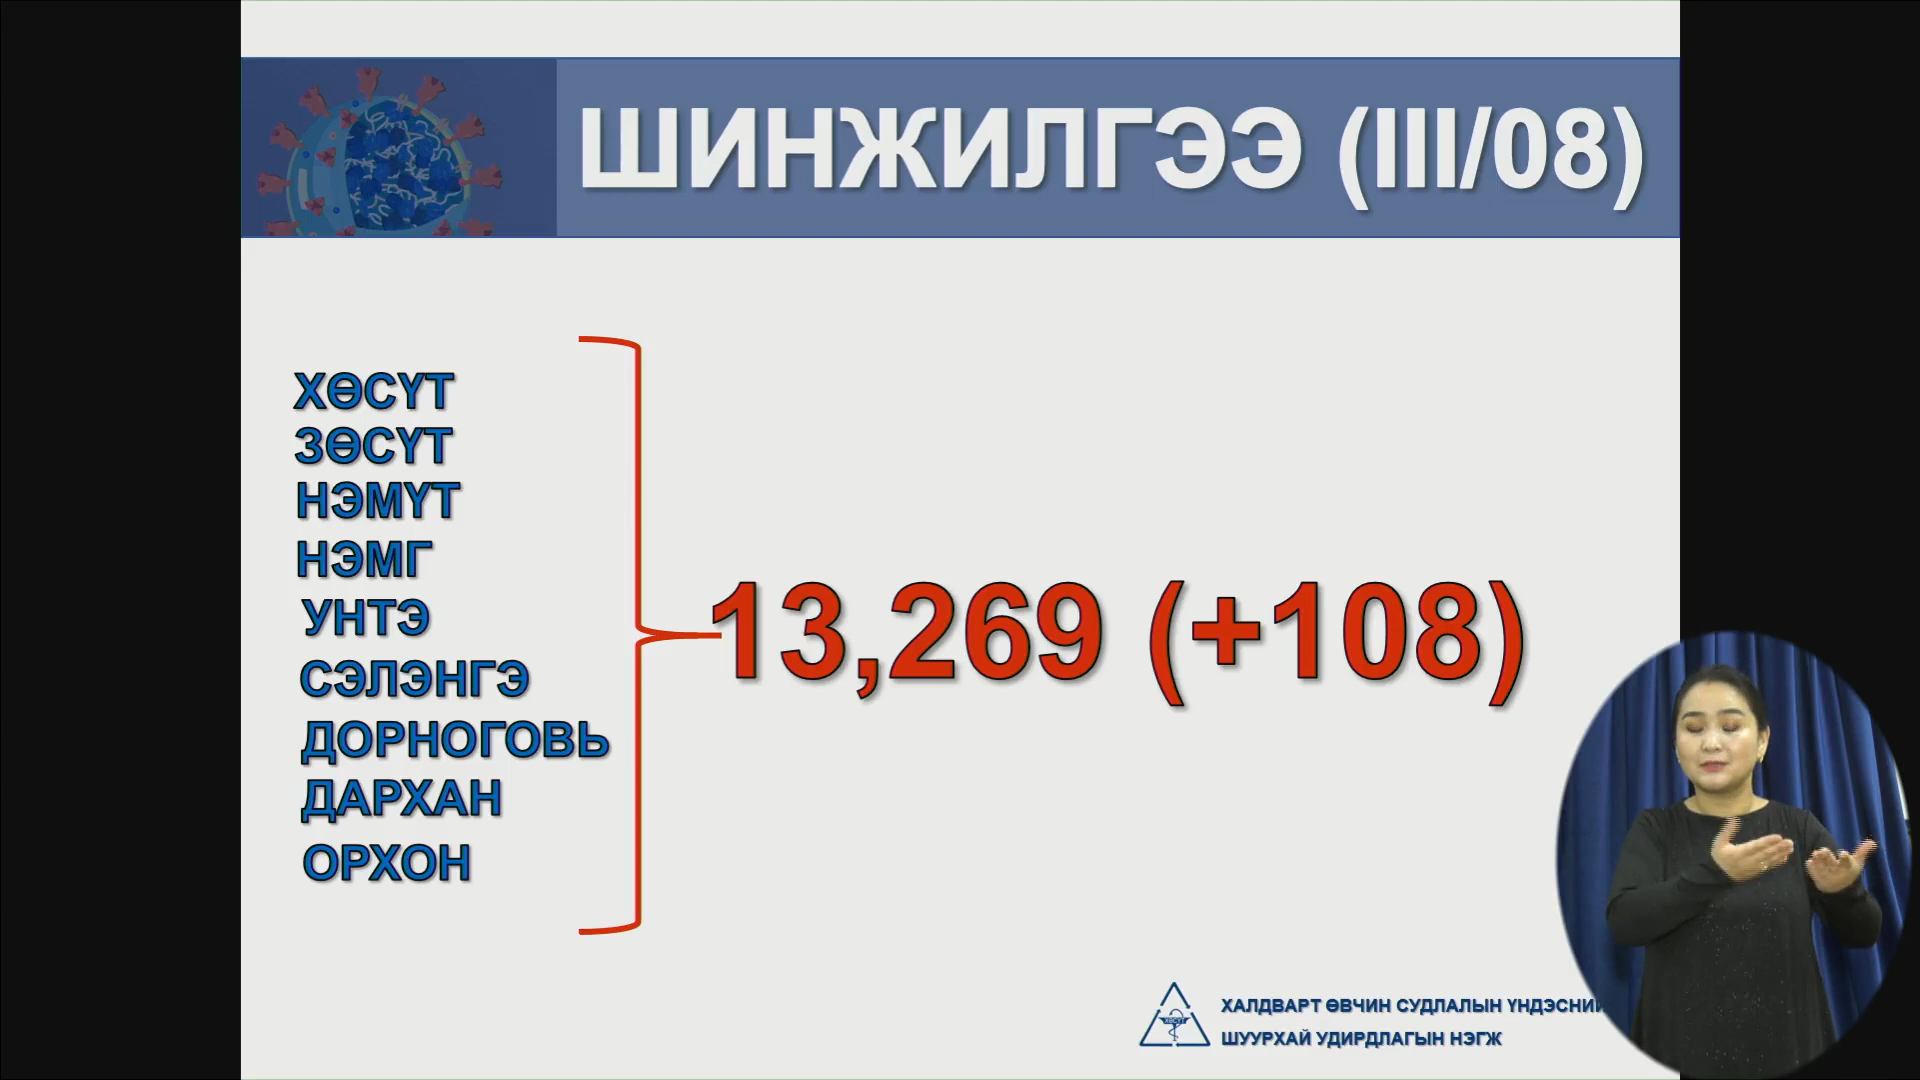 ШИНЖИЛГЭЭ (III/08)
ХӨСҮТ
ЗӨСҮТ
НЭМҮТ
НЭМГ
УНТЭ
СЭЛЭНГЭ
ДОРНОГОВЬ
ДАРХАН
ОРХОН
13,269 (+108)
ХӨСҮТ
ХАЛДВАРТ ӨВЧИН СУДЛАЛЫН
ШУУРХАЙ УДИРДЛАГЫН НЭГЖ